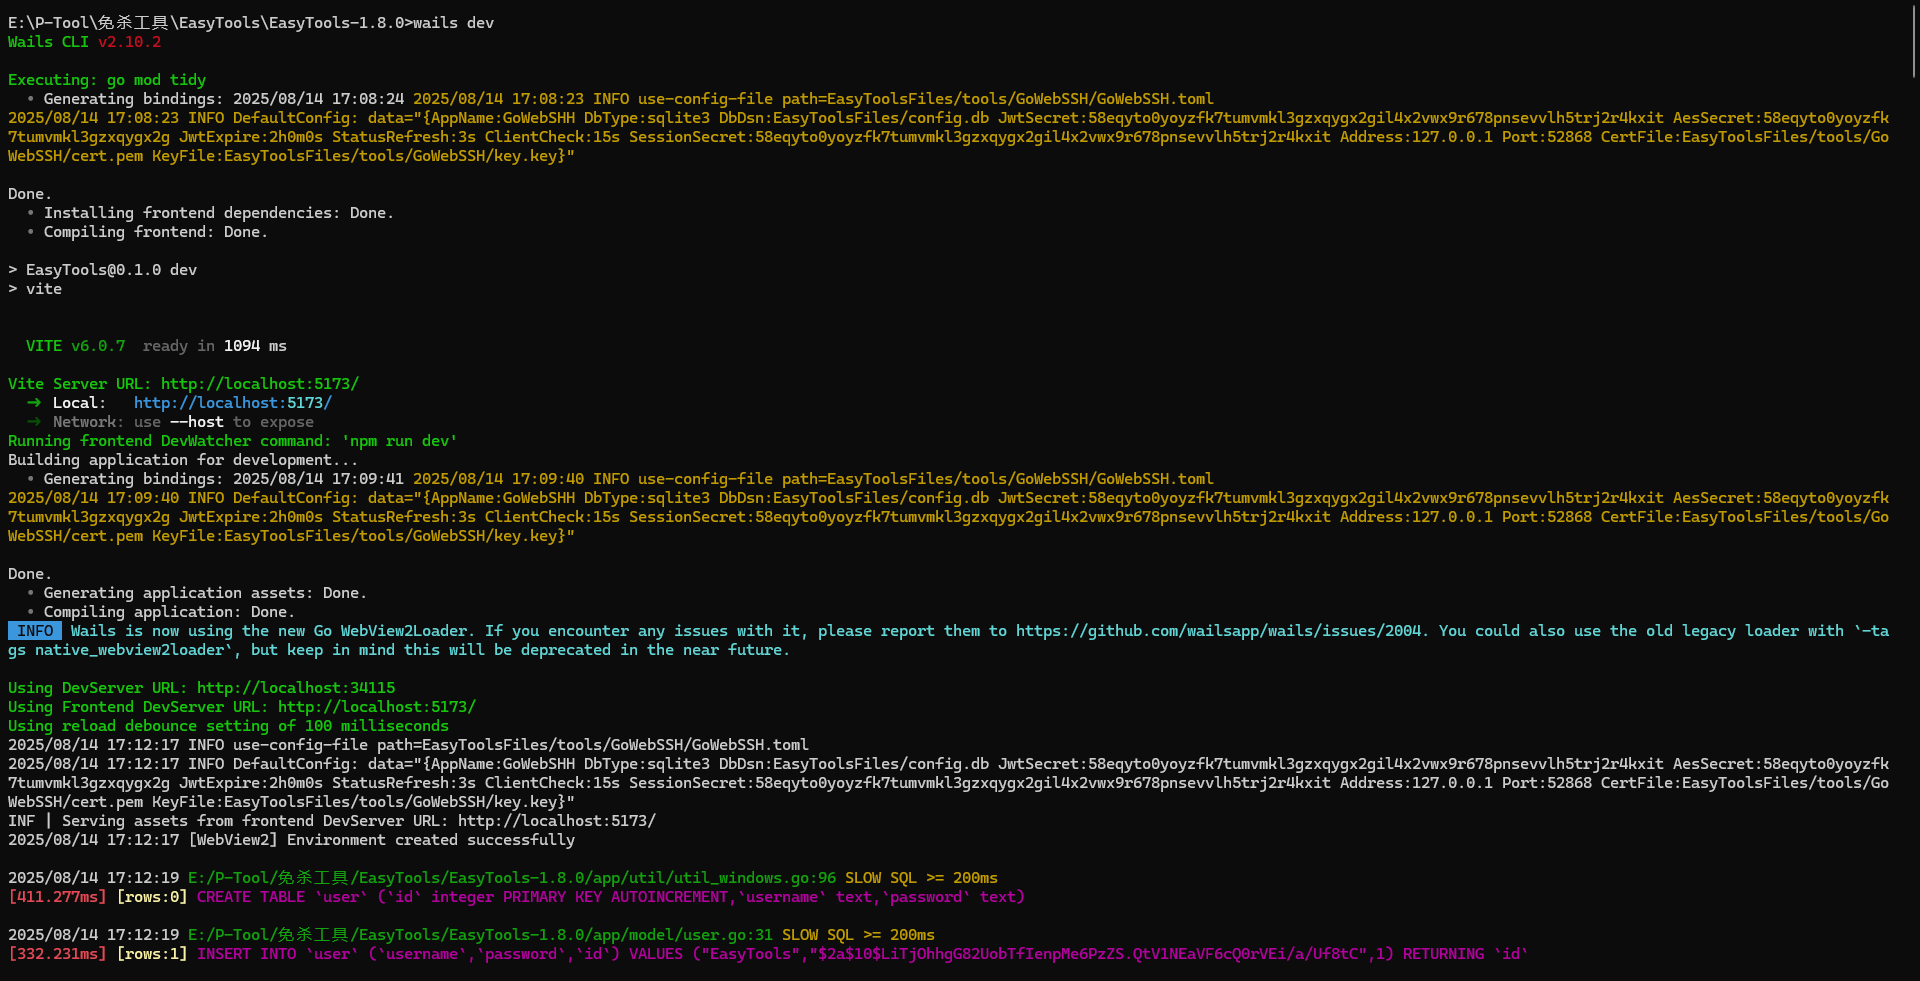 E:\P-Tool\免杀工具\EasyTools\EasyTools-1.8.0>wails dev
Wails CLI v2.10.2
Executing: go mod tidy
• Generating bindings: 2025/08/14 17:08:24 2025/08/14 17:08:23 INFO use-config-file path=EasyToolsFiles/tools/GoWebSSH/GoWebSSH.toml
2025/08/14 17:08:23 INFO DefaultConfig: data="{AppName:GoWebSHH DbType:sqlite3 DbDsn:EasyToolsFiles/config.db JwtSecret:58eqyto0yoyzfk7tumvmkl3gzxqygx2gil4x2vwx9r678pnsevvlh5trj2r4kxit AesSecret:58eqyto0yoyzfk
7tumvmkl3gzxqygx2g JwtExpire:2h0m0s StatusRefresh:3s ClientCheck:15s SessionSecret:58eqyto0yoyzfk7tumvmkl3gzxqygx2gil4x2vwx9r678pnsevvlh5trj2r4kxit Address:127.0.0.1 Port:52868 CertFile:EasyToolsFiles/tools/Go
WebSSH/cert.pem KeyFile:EasyToolsFiles/tools/GoWebSSH/key.key}"
Done.
• Installing frontend dependencies: Done.
• Compiling frontend: Done.
> EasyTools@0.1.0 dev
> vite
VITE v6.0.7  ready in 1094 ms
Vite Server URL: http://localhost:5173/
➜ Local:   http://localhost:5173/
➜ Network: use --host to expose
Running frontend DevWatcher command: 'npm run dev'
Building application for development...
• Generating bindings: 2025/08/14 17:09:41 2025/08/14 17:09:40 INFO use-config-file path=EasyToolsFiles/tools/GoWebSSH/GoWebSSH.toml
2025/08/14 17:09:40 INFO DefaultConfig: data="{AppName:GoWebSHH DbType:sqlite3 DbDsn:EasyToolsFiles/config.db JwtSecret:58eqyto0yoyzfk7tumvmkl3gzxqygx2gil4x2vwx9r678pnsevvlh5trj2r4kxit AesSecret:58eqyto0yoyzfk
7tumvmkl3gzxqygx2g JwtExpire:2h0m0s StatusRefresh:3s ClientCheck:15s SessionSecret:58eqyto0yoyzfk7tumvmkl3gzxqygx2gil4x2vwx9r678pnsevvlh5trj2r4kxit Address:127.0.0.1 Port:52868 CertFile:EasyToolsFiles/tools/Go
WebSSH/cert.pem KeyFile:EasyToolsFiles/tools/GoWebSSH/key.key}"
Done.
• Generating application assets: Done.
• Compiling application: Done.
INFO  Wails is now using the new Go WebView2Loader. If you encounter any issues with it, please report them to https://github.com/wailsapp/wails/issues/2004. You could also use the old legacy loader with `-ta
gs native_webview2loader`, but keep in mind this will be deprecated in the near future.
Using DevServer URL: http://localhost:34115
Using Frontend DevServer URL: http://localhost:5173/
Using reload debounce setting of 100 milliseconds
2025/08/14 17:12:17 INFO use-config-file path=EasyToolsFiles/tools/GoWebSSH/GoWebSSH.toml
2025/08/14 17:12:17 INFO DefaultConfig: data="{AppName:GoWebSHH DbType:sqlite3 DbDsn:EasyToolsFiles/config.db JwtSecret:58eqyto0yoyzfk7tumvmkl3gzxqygx2gil4x2vwx9r678pnsevvlh5trj2r4kxit AesSecret:58eqyto0yoyzfk
7tumvmkl3gzxqygx2g JwtExpire:2h0m0s StatusRefresh:3s ClientCheck:15s SessionSecret:58eqyto0yoyzfk7tumvmkl3gzxqygx2gil4x2vwx9r678pnsevvlh5trj2r4kxit Address:127.0.0.1 Port:52868 CertFile:EasyToolsFiles/tools/Go
WebSSH/cert.pem KeyFile:EasyToolsFiles/tools/GoWebSSH/key.key}"
INF | Serving assets from frontend DevServer URL: http://localhost:5173/
2025/08/14 17:12:17 [WebView2] Environment created successfully
2025/08/14 17:12:19 E:/P-Tool/免杀工具/EasyTools/EasyTools-1.8.0/app/util/util_windows.go:96 SLOW SQL >= 200ms
[411.277ms] [rows:0] CREATE TABLE `user` (`id` integer PRIMARY KEY AUTOINCREMENT,`username` text,`password` text)
2025/08/14 17:12:19 E:/P-Tool/免杀工具/EasyTools/EasyTools-1.8.0/app/model/user.go:31 SLOW SQL >= 200ms
[332.231ms] [rows:1] INSERT INTO `user` (`username`,`password`,`id`) VALUES ("EasyTools","$2a$10$LiTjOhhgG82UobTfIenpMe6PzZS.QtV1NEaVF6cQ0rVEi/a/Uf8tC",1) RETURNING `id`